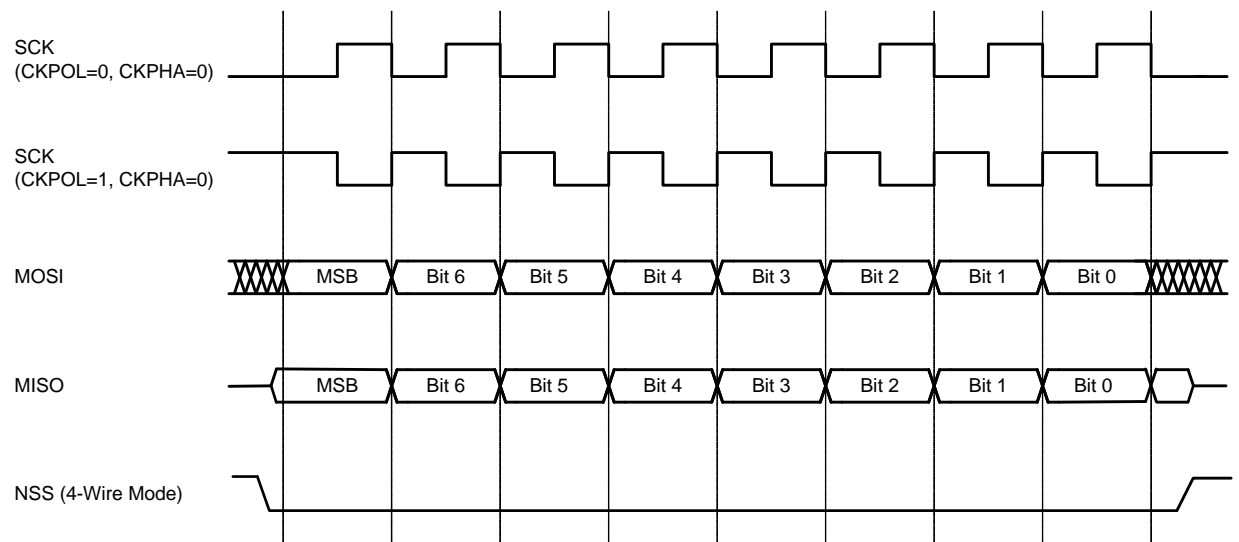 SCK
(CKPOL=0, CKPHA=0)
SCK
(CKPOL=1, CKPHA=0)
MOSI
MSB Bit 6 Bit 5 Bit 4 Bit 3 Bit 2 Bit 1 Bit 0
MISO
MSB Bit 6 Bit 5 Bit 4 Bit 3 Bit 2 Bit 1 Bit 0
NSS (4-Wire Mode)